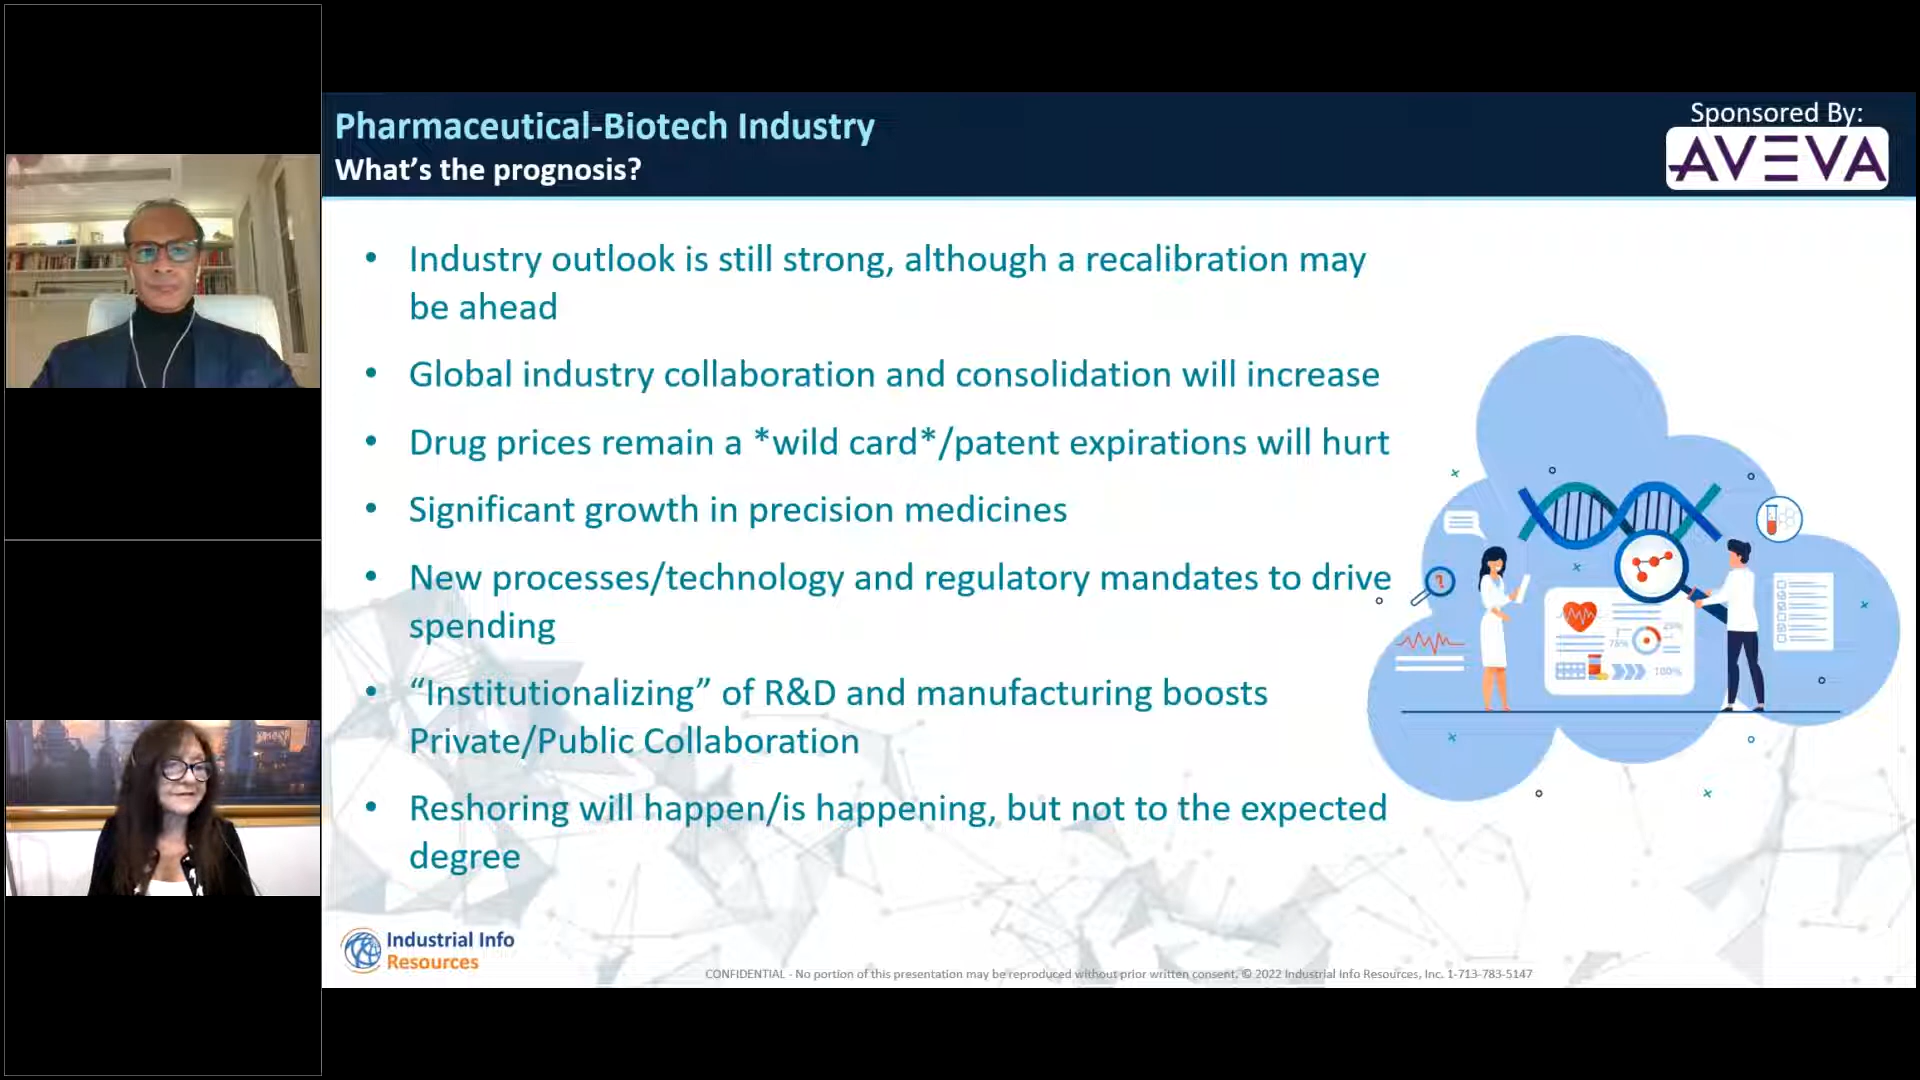 Pharmaceutical-Biotech Industry
What’s the prognosis?
Sponsored By:
AVEVA
• Industry outlook is still strong, although a recalibration may
be ahead
• Global industry collaboration and consolidation will increase
• Drug prices remain a *wild card*/patent expirations will hurt
• Significant growth in precision medicines
• New processes/technology and regulatory mandates to drive
spending
• “Institutionalizing” of R&D and manufacturing boosts
Private/Public Collaboration
• Reshoring will happen/is happening, but not to the expected
degree
?
25%
75%
100%
Industrial Info
Resources
CONFIDENTIAL - No portion of this presentation may be reproduced without prior written consent. © 2022 Industrial Info Resources, Inc. 1-713-783-5147